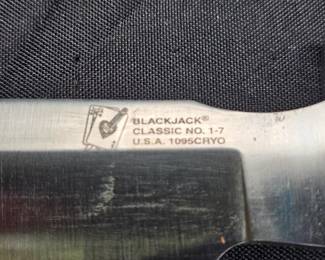 BLACKJACK®
CLASSIC NO. 1-7
U.S.A. 1095CRYO